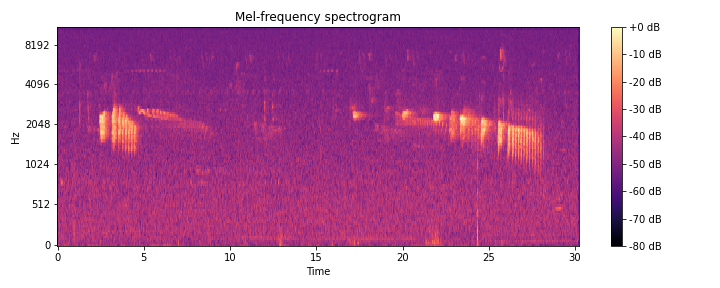 Mel-frequency spectrogram
Hz
8192
4096
2048
1024
512
0
0 5 10 15 20 25 30
Time
+0 dB
-10 dB
-20 dB
-30 dB
-40 dB
-50 dB
-60 dB
-70 dB
-80 dB